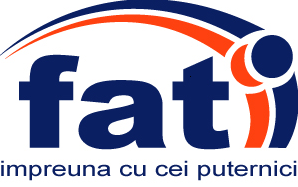 fati
impreuna cu cei puternici